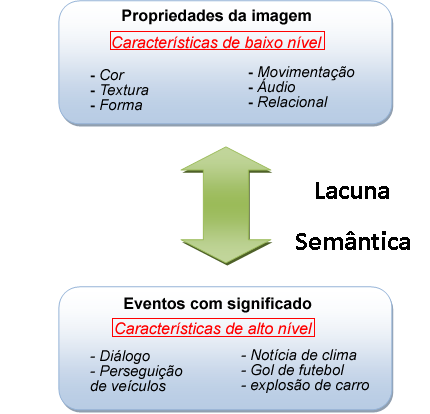 Propriedades da imagem
Características de baixo nível
- Cor
- Textura
- Forma
- Movimentação
- Áudio
- Relacional
Lacuna
Semântica
Eventos com significado
Características de alto nível
- Diálogo
- Perseguição
de veículos
- Notícia de clima
- Gol de futebol
- explosão de carro